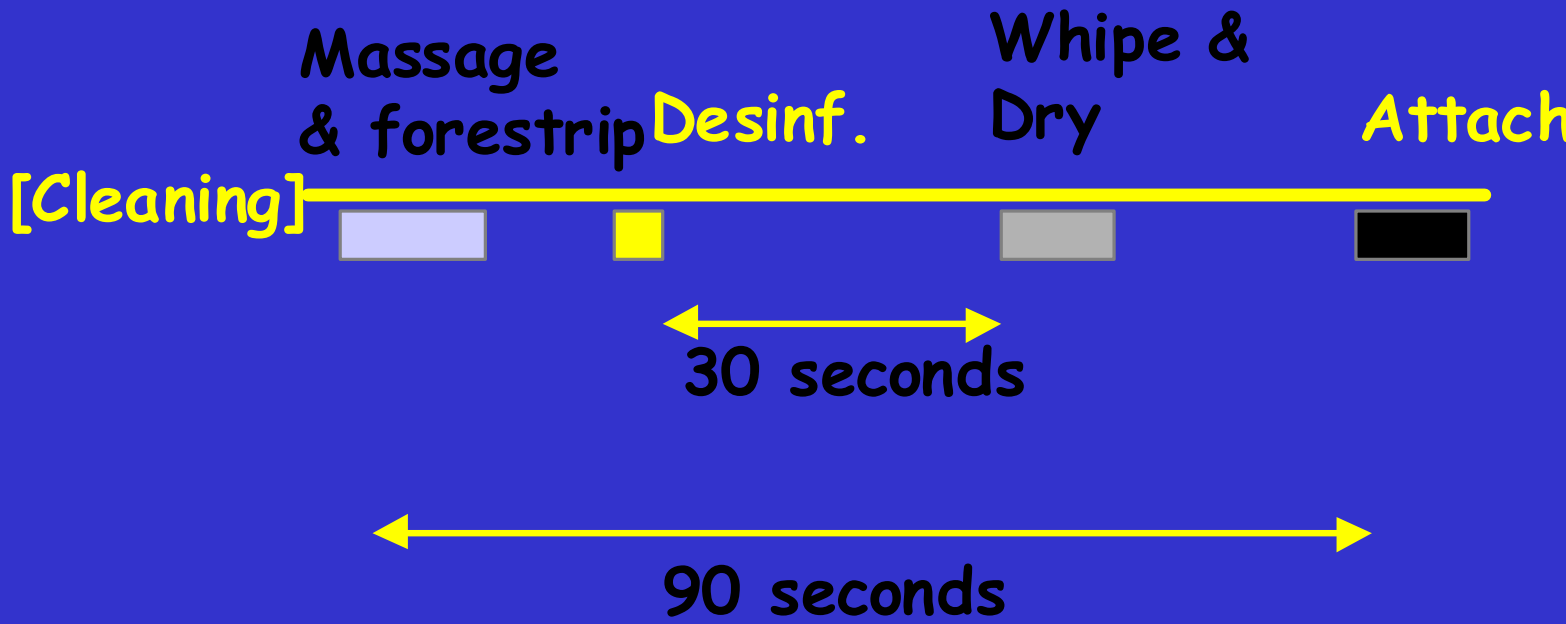 Massage
& forestrip
Desinf.
Whipe &
Dry
Attach
[Cleaning]
30 seconds
90 seconds